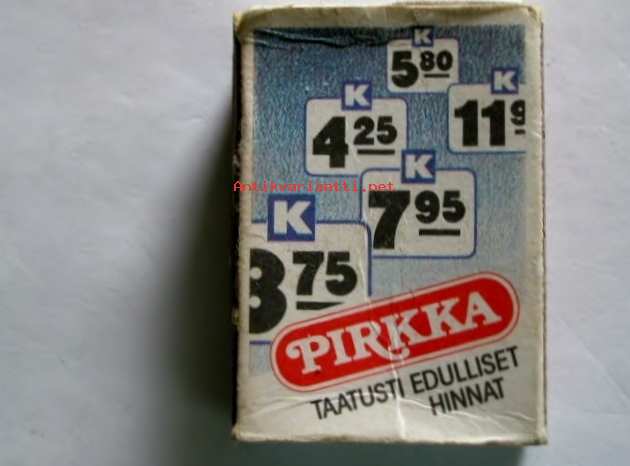 K
5 80
K
11 9
K
4 25
K
7 95
K
8 75
Antikvariaatti.net
PIRKKA
TAATUSTI EDULLISET
HINNAT